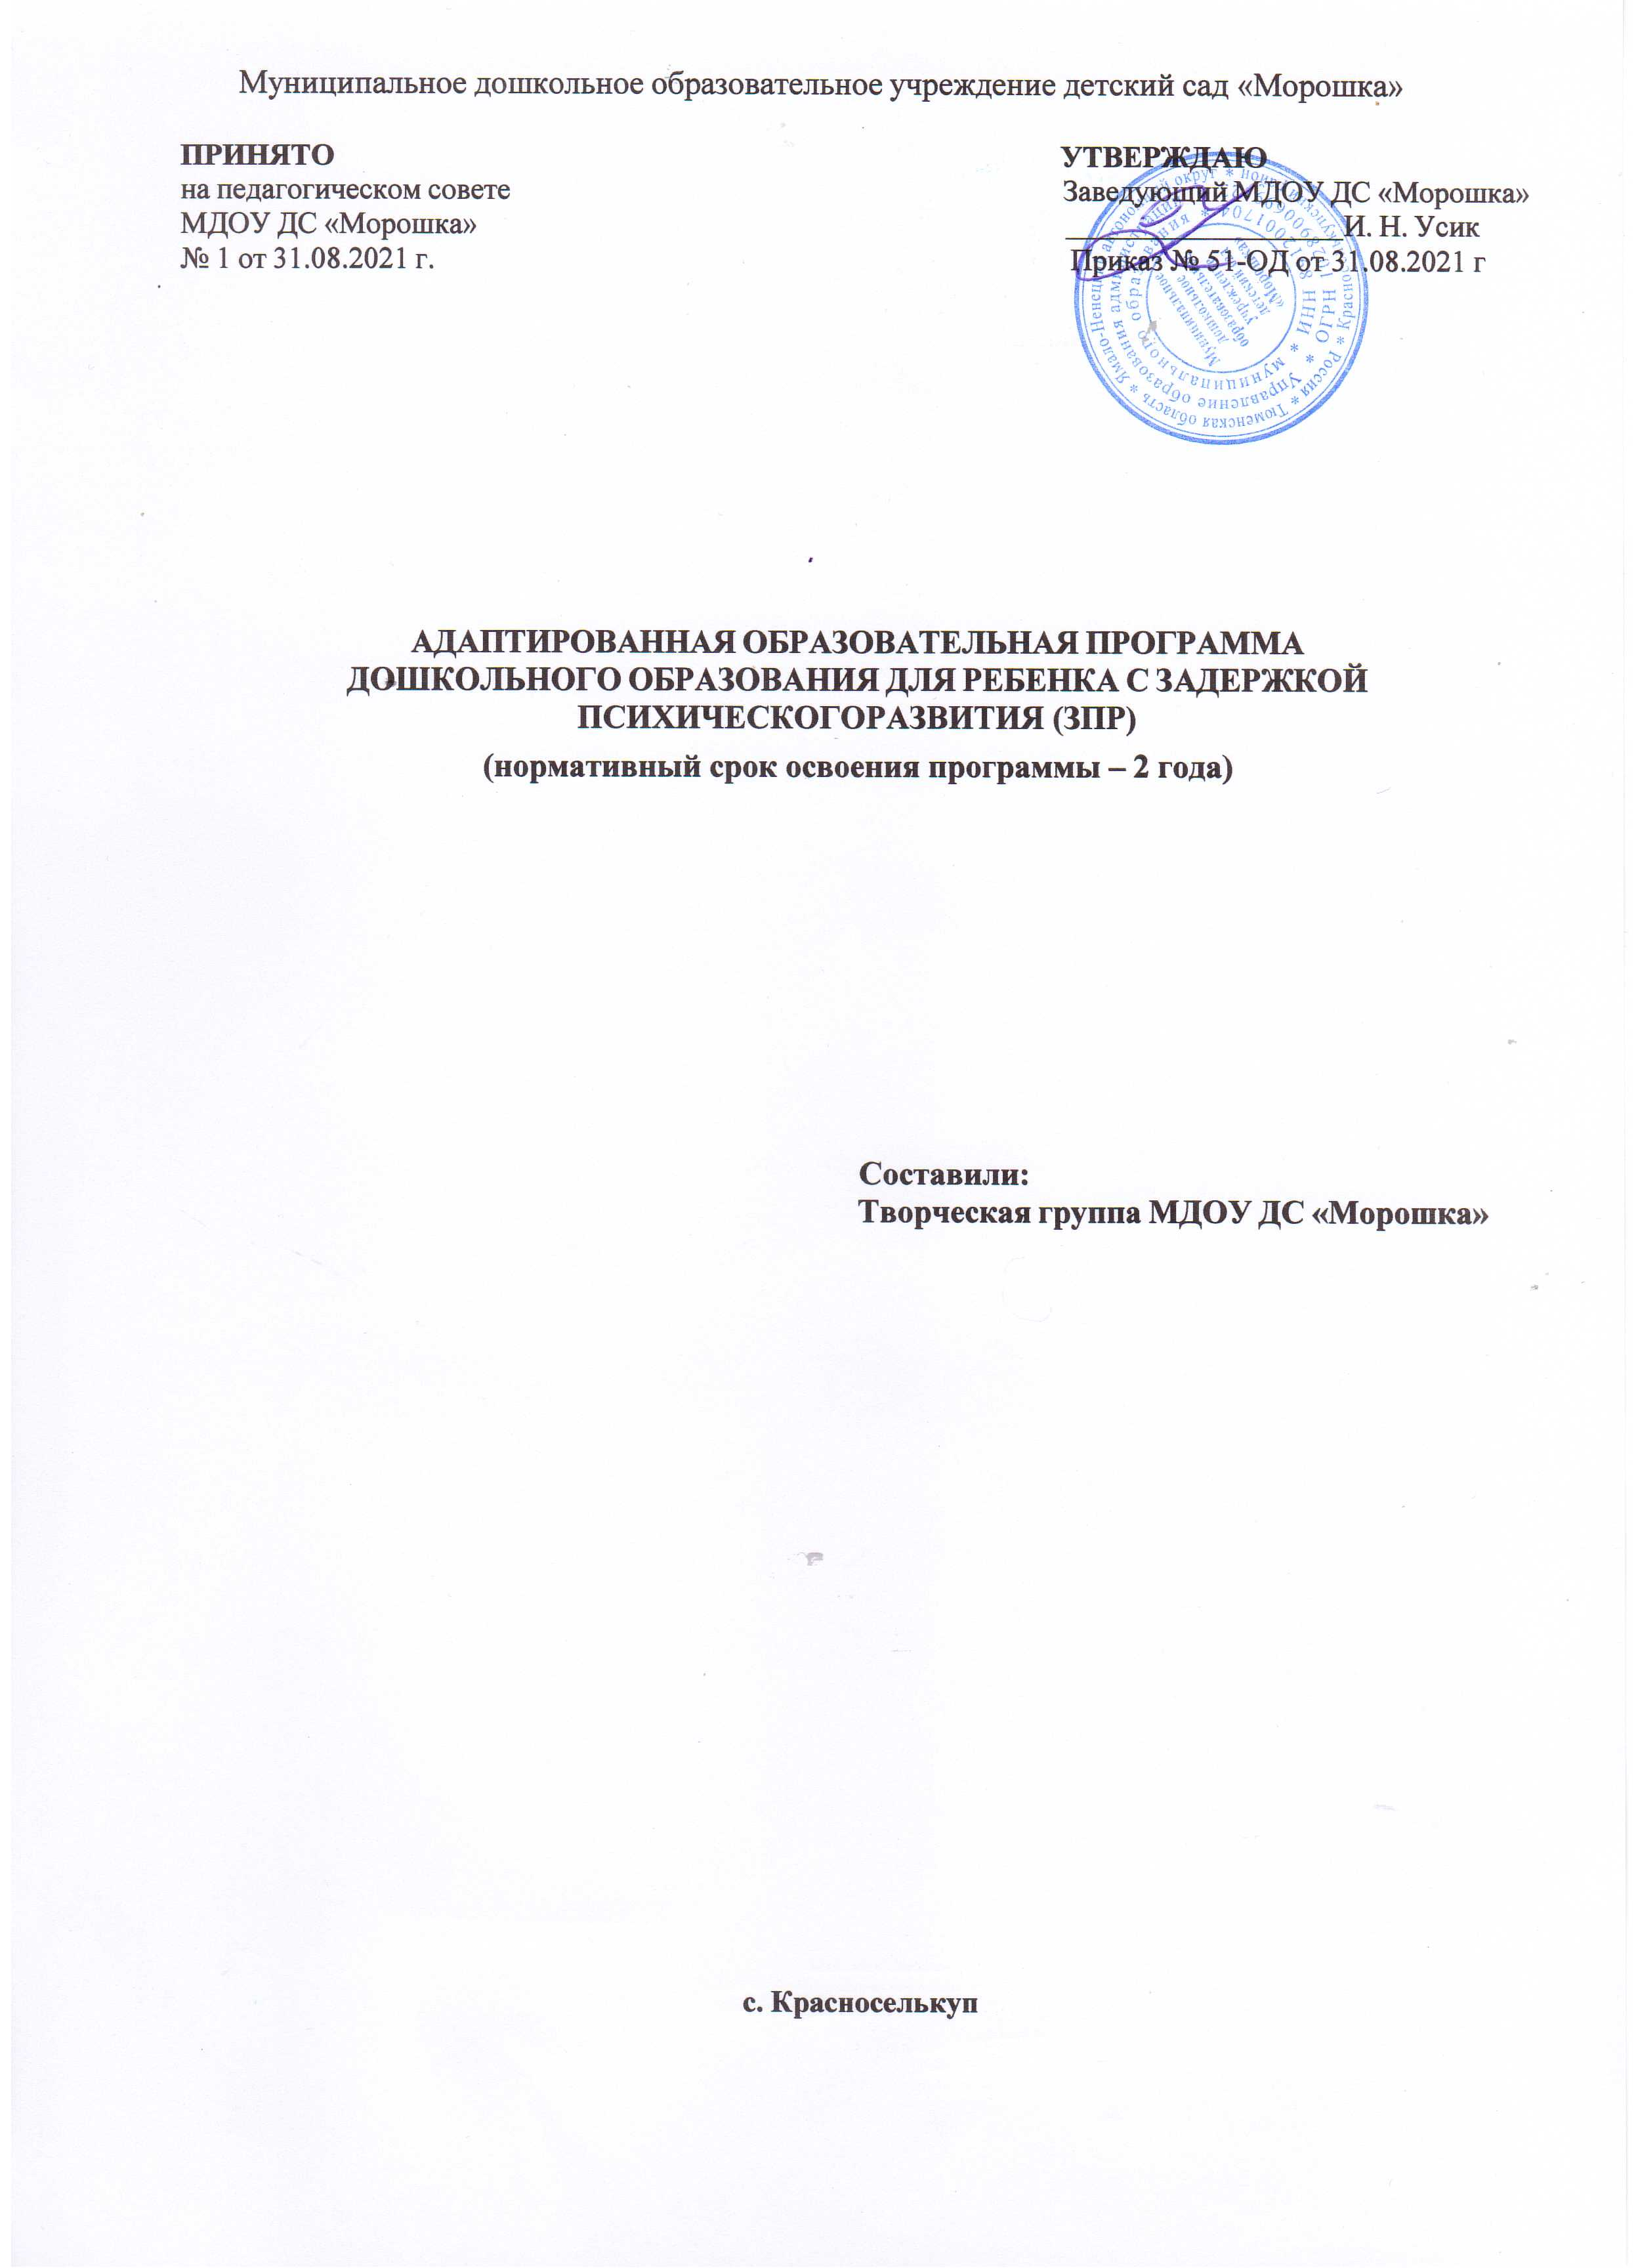 Муниципальное дошкольное образовательное учреждение детский сад «Морошка»
ПРИНЯТО
на педагогическом совете
МДОУ ДС «Морошка»
№ 1 от 31.08.2021 г.
УТВЕРЖДАЮ
Заведующий МДОУ ДС «Морошка»
И. Н. Усик
Приказ № 51-ОД от 31.08.2021 г
АДАПТИРОВАННАЯ ОБРАЗОВАТЕЛЬНАЯ ПРОГРАММА
ДОШКОЛЬНОГО ОБРАЗОВАНИЯ ДЛЯ РЕБЕНКА С ЗАДЕРЖКОЙ
ПСИХИЧЕСКОГОРАЗВИТИЯ (ЗПР)
(нормативный срок освоения программы – 2 года)
Составили:
Творческая группа МДОУ ДС «Морошка»
с. Красноселькуп